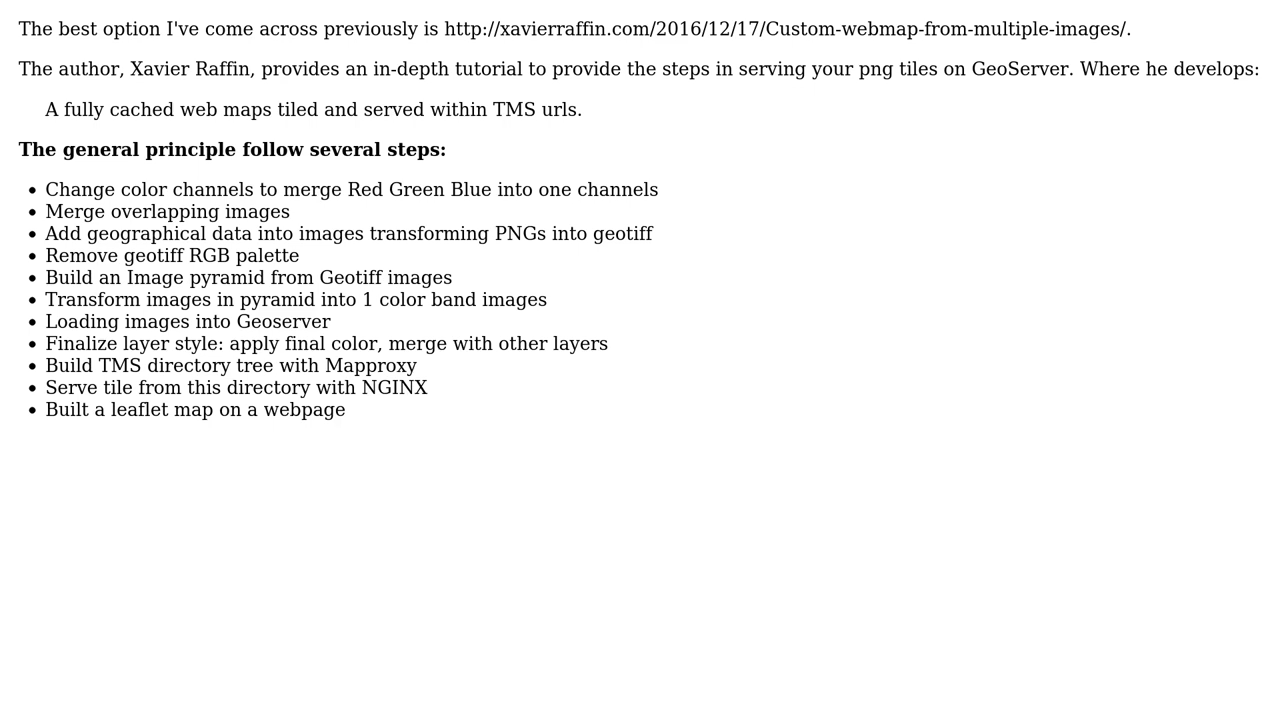 The best option I've come across previously is http://xavierraffin.com/2016/12/17/Custom-webmap-from-multiple-images/.
The author, Xavier Raffin, provides an in-depth tutorial to provide the steps in serving your png tiles on GeoServer. Where he develops:
A fully cached web maps tiled and served within TMS urls.
The general principle follow several steps:
• Change color channels to merge Red Green Blue into one channels
• Merge overlapping images
• Add geographical data into images transforming PNGs into geotiff
• Remove geotiff RGB palette
• Build an Image pyramid from Geotiff images
• Transform images in pyramid into 1 color band images
• Loading images into Geoserver
• Finalize layer style: apply final color, merge with other layers
• Build TMS directory tree with Mapproxy
• Serve tile from this directory with NGINX
• Built a leaflet map on a webpage